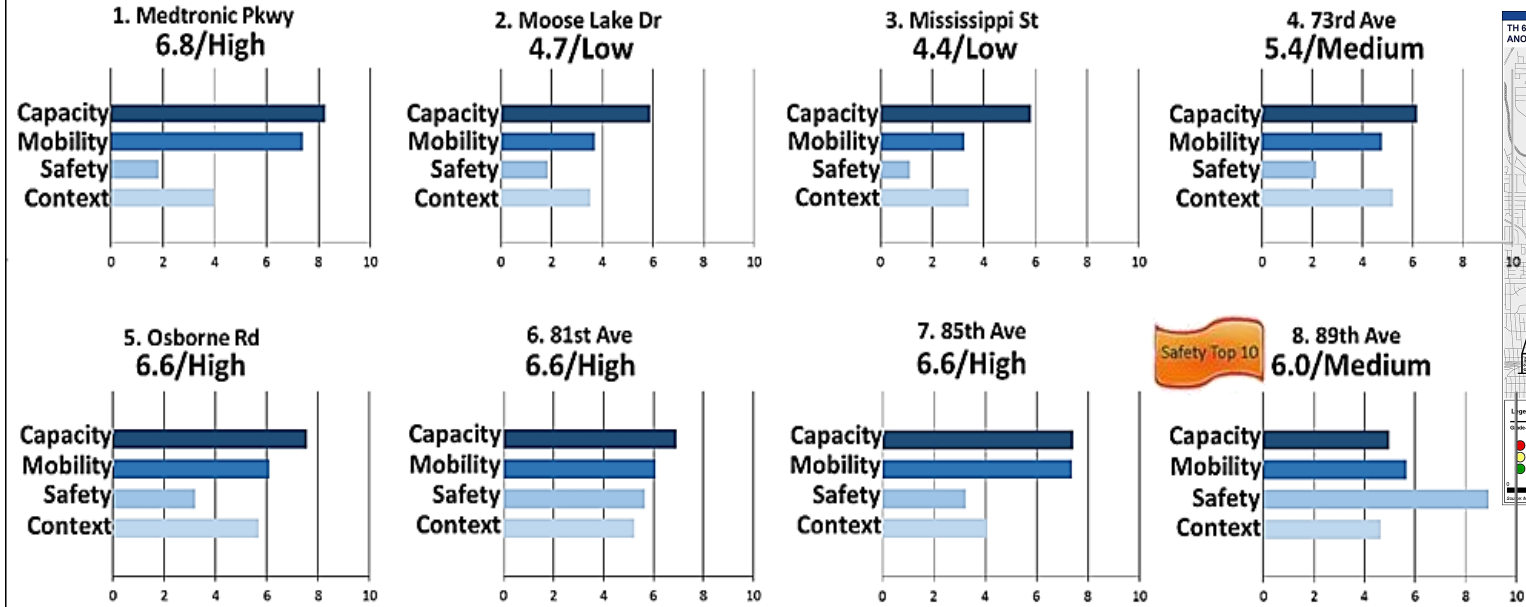 1. Medtronic Pkwy
6.8/High
Capacity
Mobility
Safety
Context
0 2 4 6 8 10
2. Moose Lake Dr
4.7/Low
Capacity
Mobility
Safety
Context
0 2 4 6 8 10
3. Mississippi St
4.4/Low
Capacity
Mobility
Safety
Context
0 2 4 6 8 10
4. 73rd Ave
5.4/Medium
Capacity
Mobility
Safety
Context
0 2 4 6 8 10
TH 6
ANO
5. Osborne Rd
6.6/High
Capacity
Mobility
Safety
Context
0 2 4 6 8 10
6. 81st Ave
6.6/High
Capacity
Mobility
Safety
Context
0 2 4 6 8 10
7. 85th Ave
6.6/High
Capacity
Mobility
Safety
Context
0 2 4 6 8 10
Safety Top 10
8. 89th Ave
6.0/Medium
Capacity
Mobility
Safety
Context
0 2 4 6 8 10